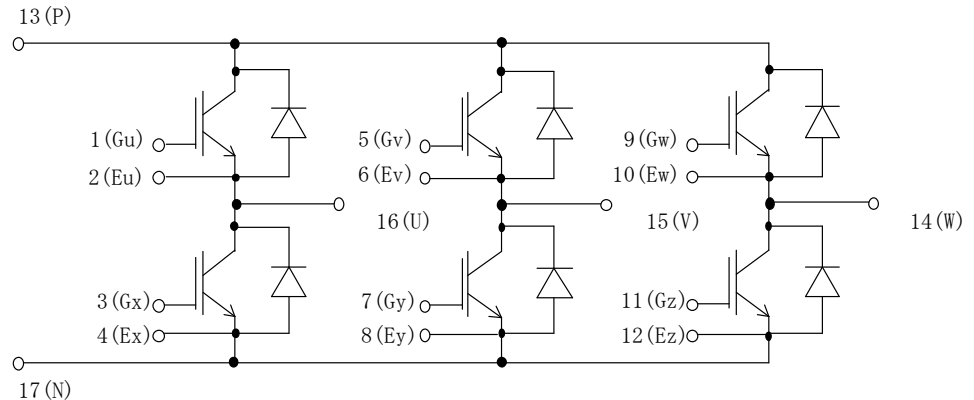 13(P)
1(Gu)
5(Gv)
9(Gw)
2(Eu)
6(Ev)
10(Ew)
16(U)
15(V)
14(W)
3(Gx)
7(Gy)
11(Gz)
4(Ex)
8(Ey)
12(Ez)
17(N)